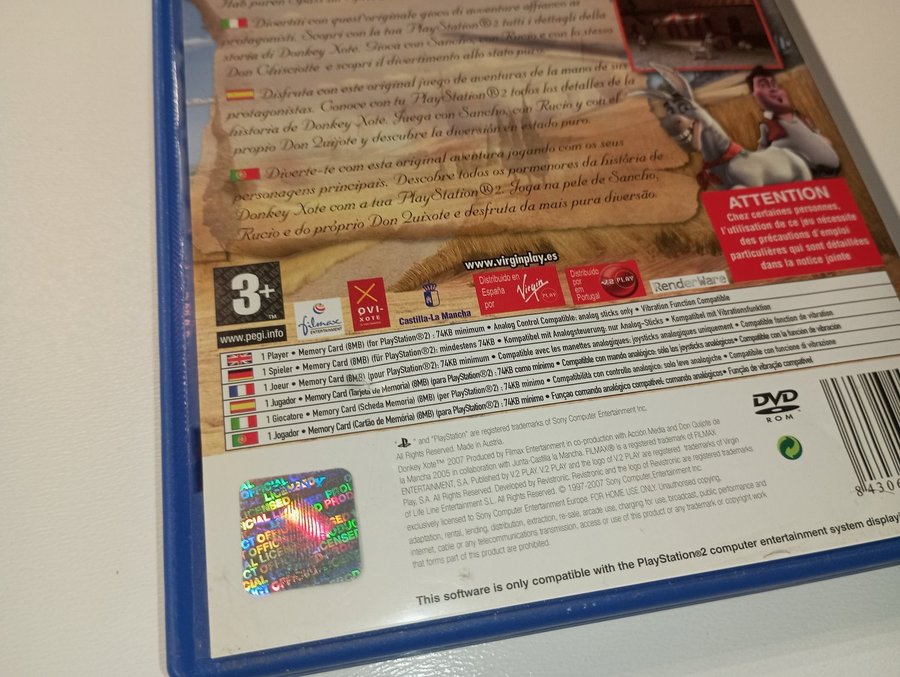 Divertiti con quest'originale gioco di avventure affianco ai
protagonisti. Scopri con la tua PlayStation®2 tutti i dettagli della
storia di Donkey Xote. Gioca con Sancho, con Rucio e con lo stesso
Don Chisciotte e scopri il divertimento allo stato puro.
Disfruta con este original juego de aventuras de la mano de sus
protagonistas. Conoce con tu PlayStation®2 todos los detalles de la
historia de Donkey Xote. Juega con Sancho, con Rucio y con el
propio Don Quijote y descubre la diversión en estado puro.
Diverte-te com esta original aventura jogando com os seus
personagens principais. Descobre todos os pormenores da história de
Donkey Xote com a tua PlayStation®2. Joga na pele de Sancho,
Rucio e do próprio Don Quixote e desfruta da mais pura diversão.
ATTENTION
Chez certaines personnes,
l'utilisation de ce jeu nécessite
des précautions d'emploi
particulières qui sont détaillées
dans la notice jointe
www.virginplay.es
3+
TM
www.pegi.info
filmax
ENTERTAINMENT
QVI-
XOTE
Castilla-La Mancha
Distribuido en
España
por
Virgin PLAY
Distribuido
por
em
Portugal
V.2 PLAY
RenderWare
1 Player • Memory Card (8MB) (for PlayStation®2) : 74KB minimum • Analog Control Compatible: analog sticks only • Vibration Function Compatible
1 Spieler • Memory Card (8MB) (für PlayStation®2): mindestens 74KB • Kompatibel mit Analogsteuerung, nur Analog-Sticks • Kompatibel mit Vibrationsfunktion
1 Joueur • Memory Card (8MB) (pour PlayStation®2) : 74KB minimum • Compatible avec les manettes analogiques: joysticks analogiques uniquement • Compatible fonction de vibration
1 Jugador • Memory Card (Tarjeta de Memoria) (8MB) (para PlayStation®2): 74KB como mínimo • Compatible con mando analógico: sólo los joysticks analógicos • Compatible con la función de vibración
1 Giocatore • Memory Card (Scheda Memoria) (8MB) (per PlayStation®2): 74KB minimo • Compatibilità con controllo analogico: solo leve analogiche • Compatibile con funzione di vibrazione
1 Jogador • Memory Card (Cartão de Memória) (8MB) (para PlayStation®2) : 74KB mínimo • Função comando analógico compatível, comando analógico • Função de vibração compatível
" and "PlayStation" are registered trademarks of Sony Computer Entertainment Inc.
All Rights Reserved. Made in Austria.
Donkey Xote™ 2007 Produced by Filmax Entertainment in co-production with Acción Media and Don Quijote de
la Mancha 2005 in collaboration with Junta Castilla-La Mancha. FILMAX® is a registered trademark of FILMAX
ENTERTAINMENT, S.A. Published by V.2 PLAY. V.2 PLAY and the logo of V.2 PLAY are registered trademarks of Virgin
Play, S.A. All Rights Reserved. Developed by Revistronic. Revistronic and the logo of Revistronic are registered trademarks
of Life Line Entertainment S.L. All Rights Reserved. © 1997-2007 Sony Computer Entertainment Inc.
exclusively licensed to Sony Computer Entertainment Europe. FOR HOME USE ONLY. Unauthorised copying,
adaptation, rental, lending, distribution, extraction, re-sale, arcade use, charging for use, broadcast, public performance and
internet, cable or any telecommunications transmission, access or use of this product or any trademark or copyright work
that forms part of this product are prohibited.
DVD
ROM
84306
OFFICIAL
LICENSED PRODUCT
This software is only compatible with the PlayStation®2 computer entertainment system display